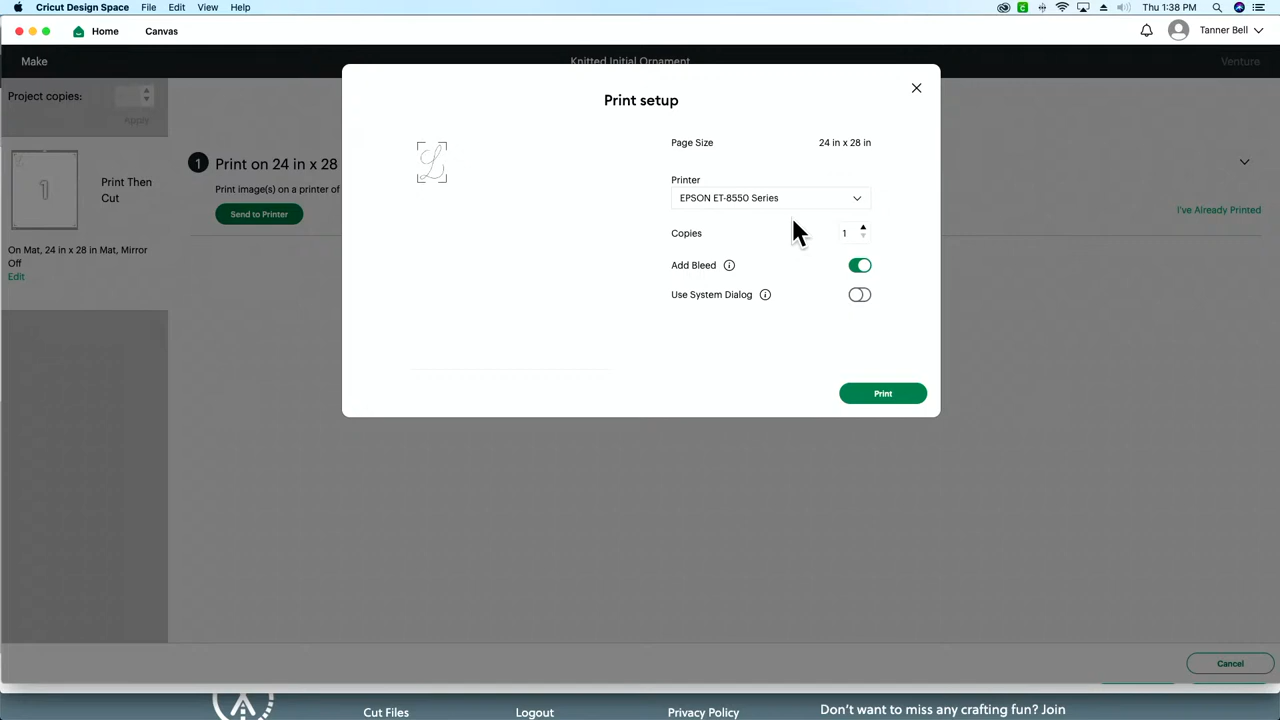 Cricut Design Space File Edit View Help Thu 1:38 PM
Home Canvas Tanner Bell
Make Knitted Initial Ornament Venture
Project copies:
Apply
1
Print Then
Cut
On Mat, 24 in x 28 in Mat, Mirror
Off
Edit
1 Print on 24 in x 28
Print image(s) on a printer of
Send to Printer
I've Already Printed
Print setup
L
Page Size 24 in x 28 in
Printer
EPSON ET-8550 Series
Copies 1
Add Bleed
Use System Dialog
Print
Cancel
Cut Files Logout Privacy Policy Don't want to miss any crafting fun? Join